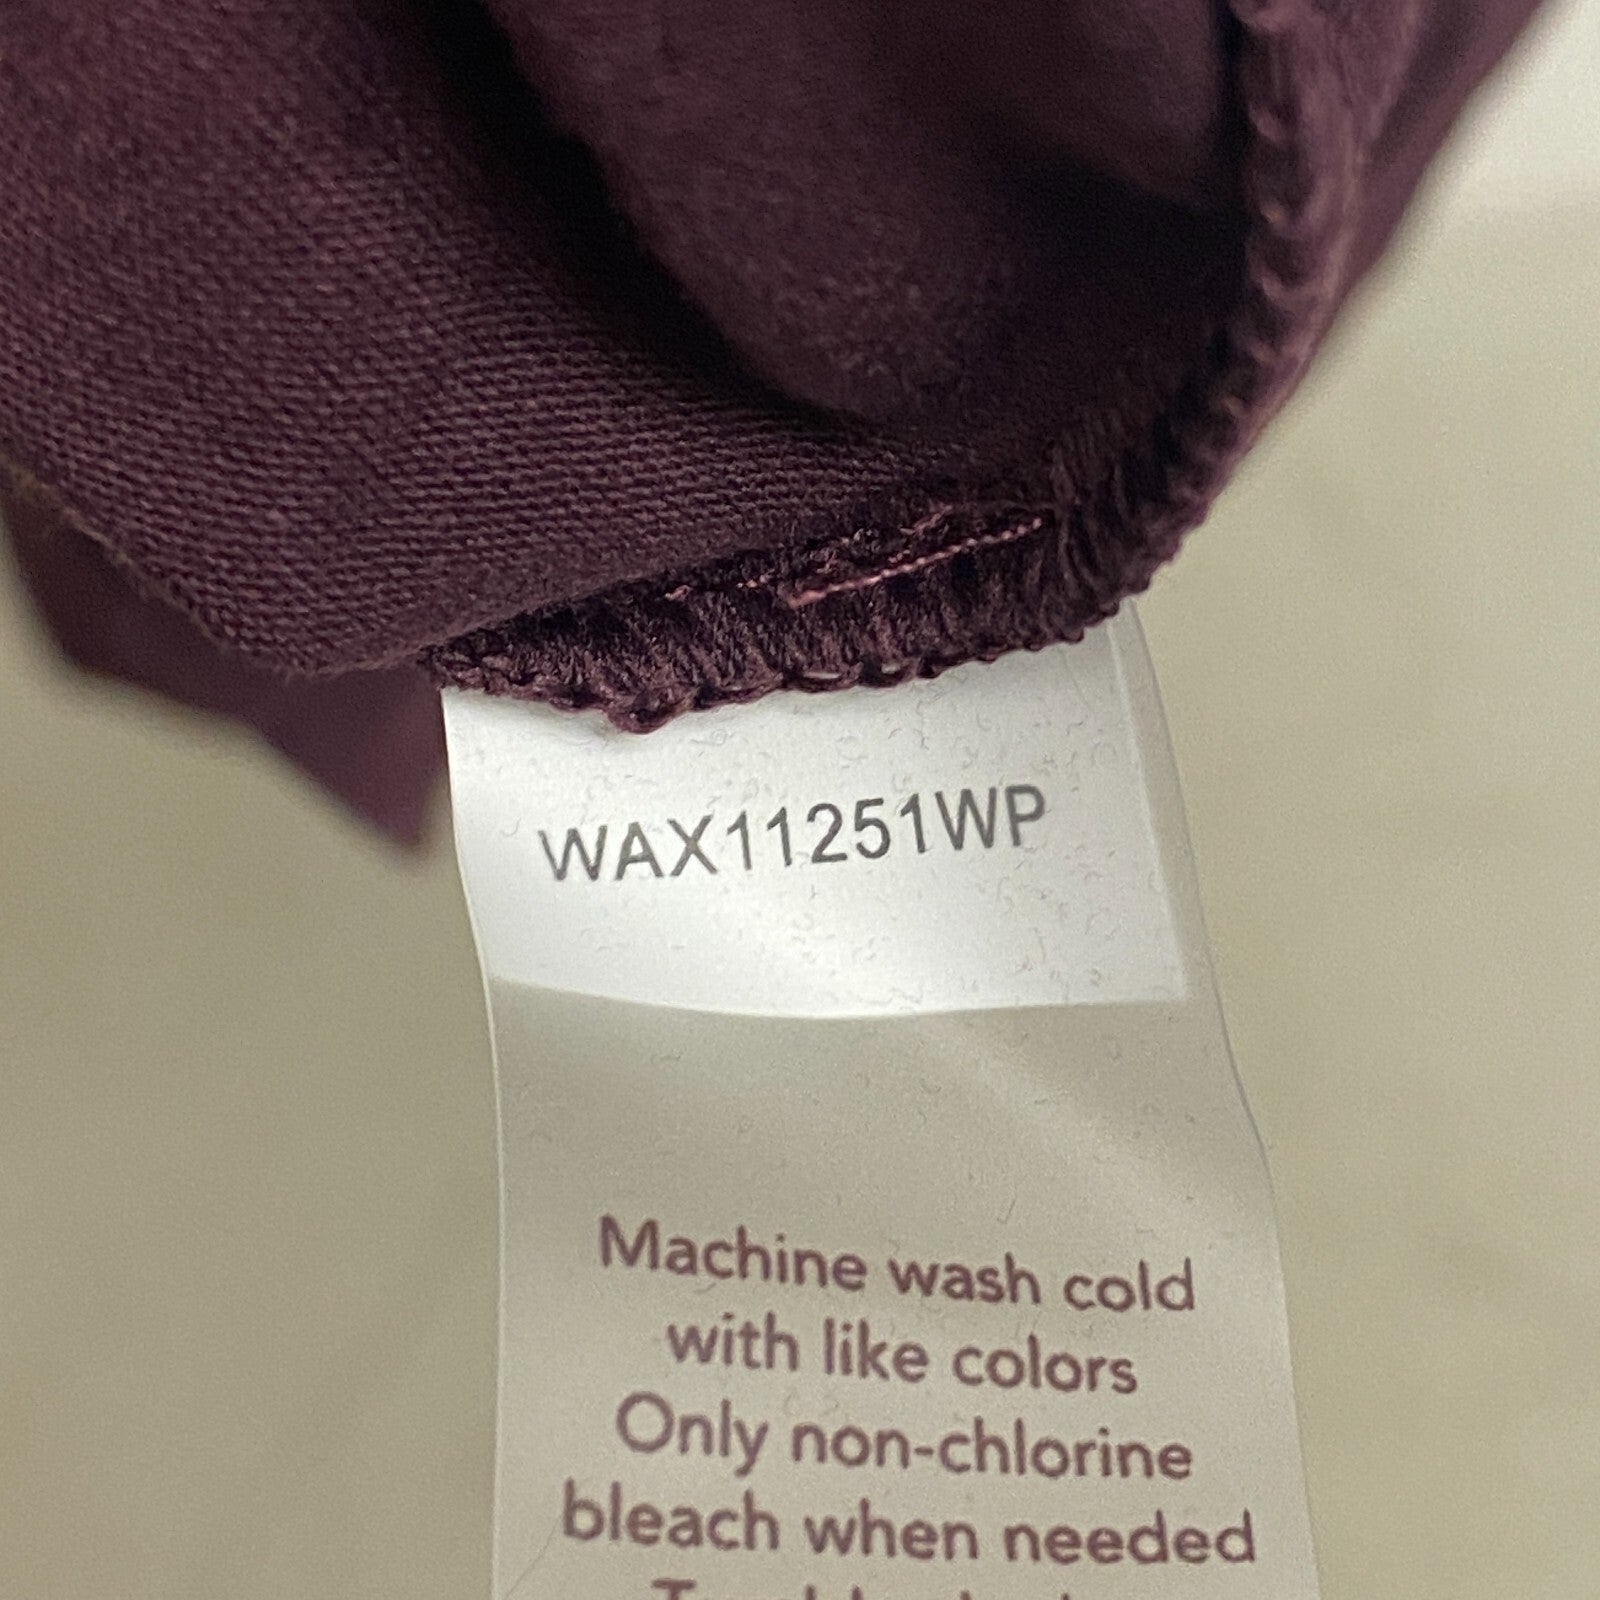 WAX11251WP
Machine wash cold
with like colors
Only non-chlorine
bleach when needed